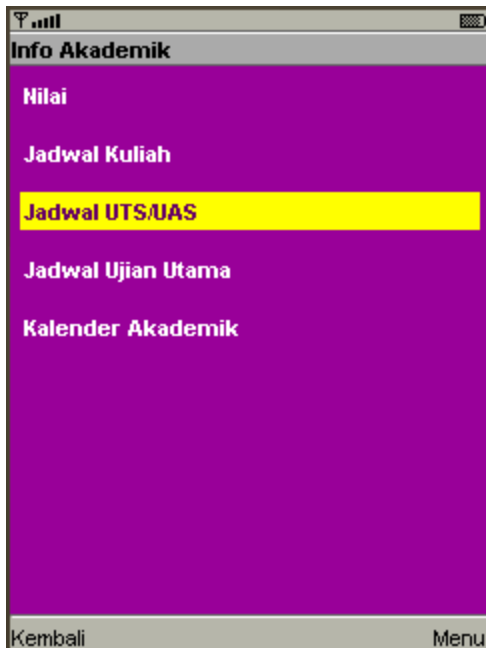 Info Akademik
Nilai
Jadwal Kuliah
Jadwal UTS/UAS
Jadwal Ujian Utama
Kalender Akademik
Kembali Menu